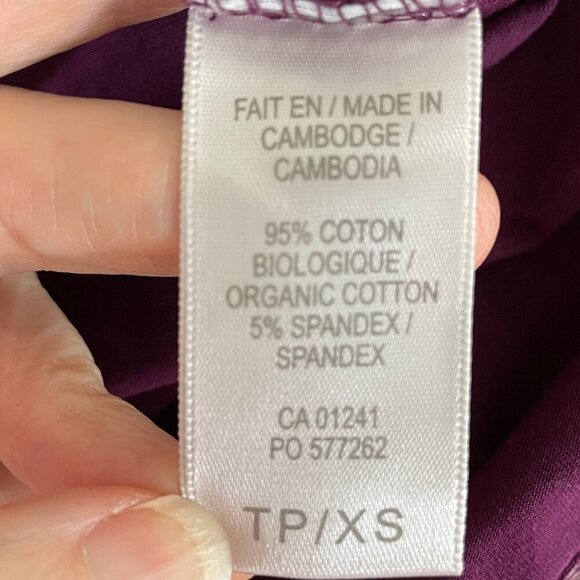 FAIT EN / MADE IN
CAMBODGE /
CAMBODIA
95% COTON
BIOLOGIQUE /
ORGANIC COTTON
5% SPANDEX /
SPANDEX
CA 01241
PO 577262
TP/XS